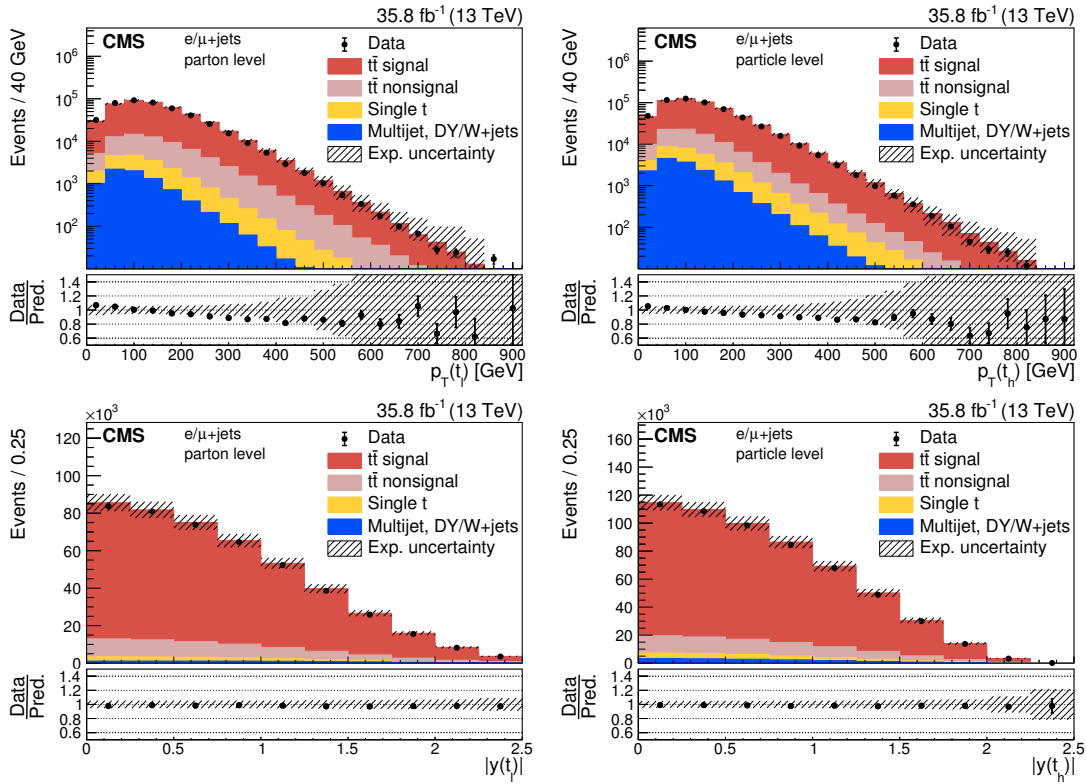 35.8 fb⁻¹ (13 TeV)
CMS
e/μ+jets
parton level
Data
tt̄ signal
tt̄ nonsignal
Single t
Multijet, DY/W+jets
Exp. uncertainty
Events / 40 GeV
10⁶
10⁵
10⁴
10³
10²
Data
Pred.
1.4
1.2
1.0
0.8
0.6
0 100 200 300 400 500 600 700 800 900
p_T(t_l) [GeV]
35.8 fb⁻¹ (13 TeV)
CMS
e/μ+jets
particle level
Data
tt̄ signal
tt̄ nonsignal
Single t
Multijet, DY/W+jets
Exp. uncertainty
Events / 40 GeV
10⁶
10⁵
10⁴
10³
10²
Data
Pred.
1.4
1.2
1.0
0.8
0.6
0 100 200 300 400 500 600 700 800 900
p_T(t_h) [GeV]
×10³
35.8 fb⁻¹ (13 TeV)
CMS
e/μ+jets
parton level
Data
tt̄ signal
tt̄ nonsignal
Single t
Multijet, DY/W+jets
Exp. uncertainty
Events / 0.25
120
100
80
60
40
20
0
Data
Pred.
1.4
1.2
1
0.8
0.6
0 0.5 1 1.5 2 2.5
|y(t_l)|
×10³
35.8 fb⁻¹ (13 TeV)
CMS
e/μ+jets
particle level
Data
tt̄ signal
tt̄ nonsignal
Single t
Multijet, DY/W+jets
Exp. uncertainty
Events / 0.25
160
140
120
100
80
60
40
20
0
Data
Pred.
1.4
1.2
1
0.8
0.6
0 0.5 1 1.5 2 2.5
|y(t_h)|